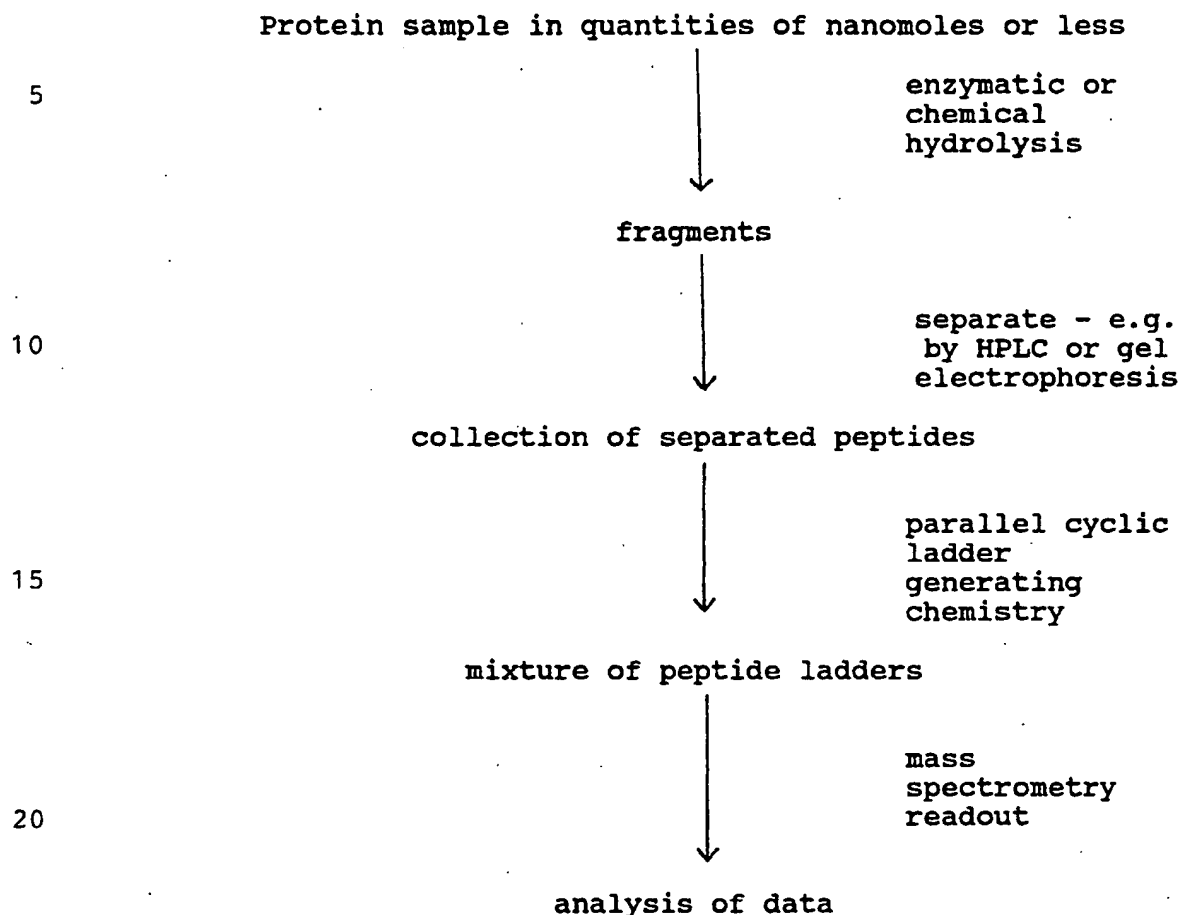 Protein sample in quantities of nanomoles or less
5
enzymatic or
chemical
hydrolysis
fragments
10
separate - e.g.
by HPLC or gel
electrophoresis
collection of separated peptides
15
parallel cyclic
ladder
generating
chemistry
mixture of peptide ladders
20
mass
spectrometry
readout
analysis of data